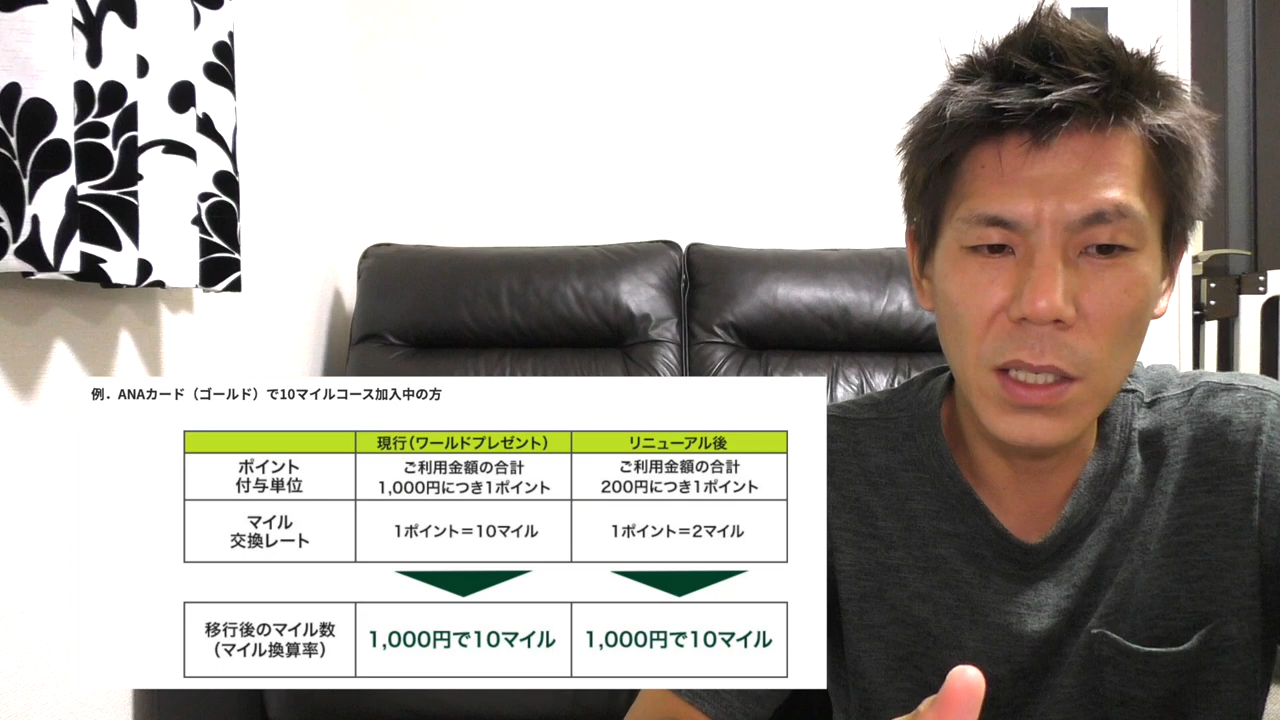 例．ANAカード（ゴールド）で10マイルコース加入中の方
現行（ワールドプレゼント）
リニューアル後
ポイント
付与単位
ご利用金額の合計
1,000円につき1ポイント
ご利用金額の合計
200円につき1ポイント
マイル
交換レート
1ポイント＝10マイル
1ポイント＝2マイル
移行後のマイル数
（マイル換算率）
1,000円で10マイル
1,000円で10マイル